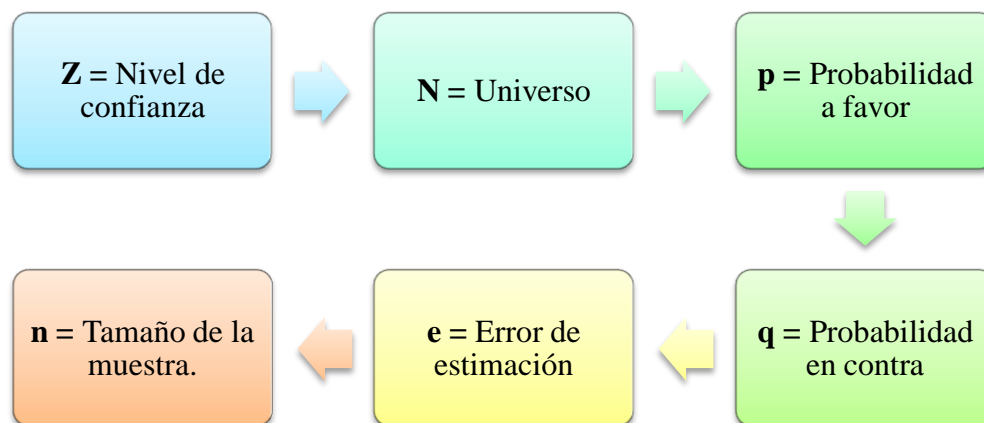 Z = Nivel de
confianza
N = Universo
p = Probabilidad
a favor
q = Probabilidad
en contra
e = Error de
estimación
n = Tamaño de la
muestra.